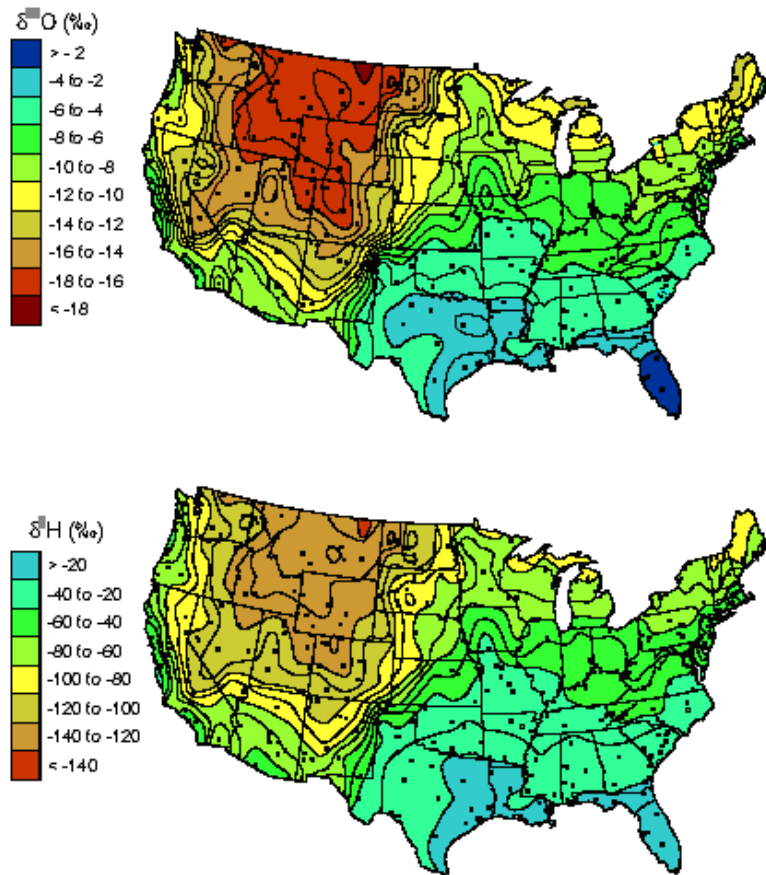 δO (‰)
> -2
-4 to -2
-6 to -4
-8 to -6
-10 to -8
-12 to -10
-14 to -12
-16 to -14
-18 to -16
< -18
δH (‰)
> -20
-40 to -20
-60 to -40
-80 to -60
-100 to -80
-120 to -100
-140 to -120
< -140